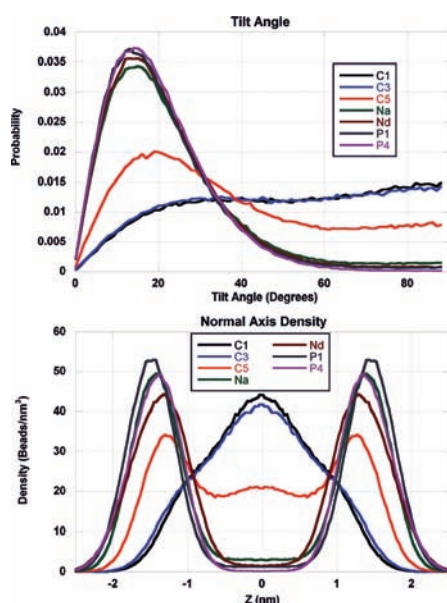 Tilt Angle
0.04
0.035
0.03
0.025
0.02
0.015
0.01
0.005
0
Probability
C1
C3
C5
Na
Nd
P1
P4
0 20 40 60 80
Tilt Angle (Degrees)
Normal Axis Density
60
50
40
30
20
10
0
Density (Beads/nm³)
C1 Nd
C3 P1
C5 P4
Na
-2 -1 0 1 2
Z (nm)